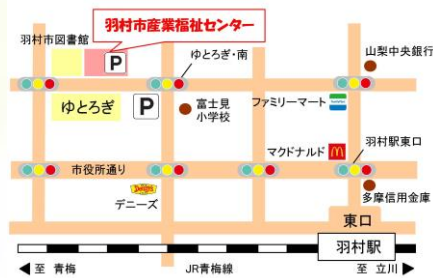 羽村市産業福祉センター
羽村市図書館
P
ゆとろぎ・南
山梨中央銀行
ゆとろぎ
P
富士見
小学校
ファミリーマート
マクドナルド
羽村駅東口
市役所通り
Denny's
デニーズ
多摩信用金庫
東口
羽村駅
至 青梅
JR青梅線
至 立川